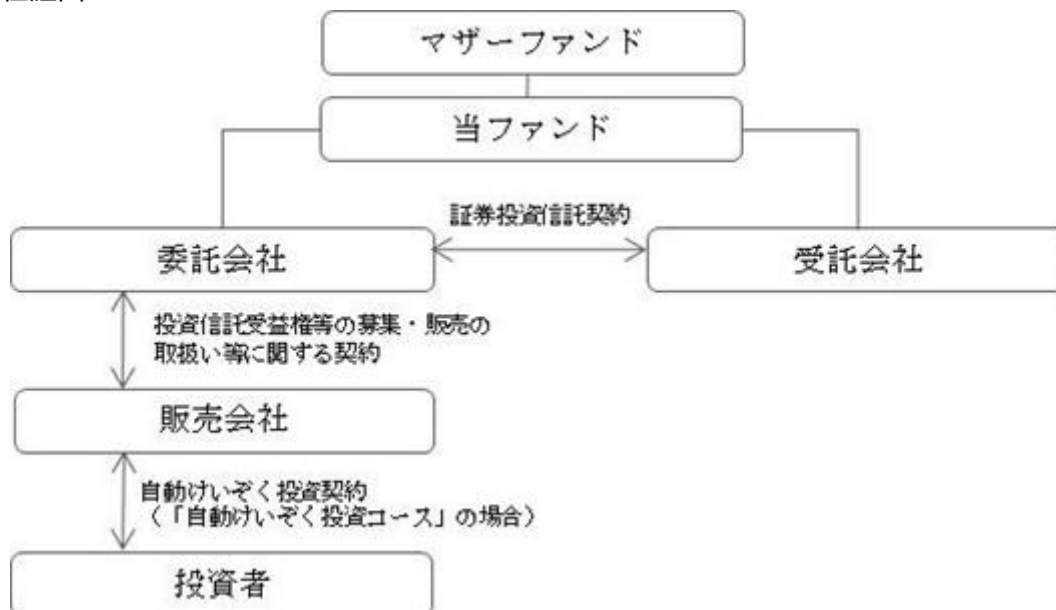 マザーファンド
当ファンド
証券投資信託契約
委託会社
受託会社
投資信託受益権等の募集・販売の
取扱い等に関する契約
販売会社
自動けいぞく投資契約
（「自動けいぞく投資コース」の場合）
投資者